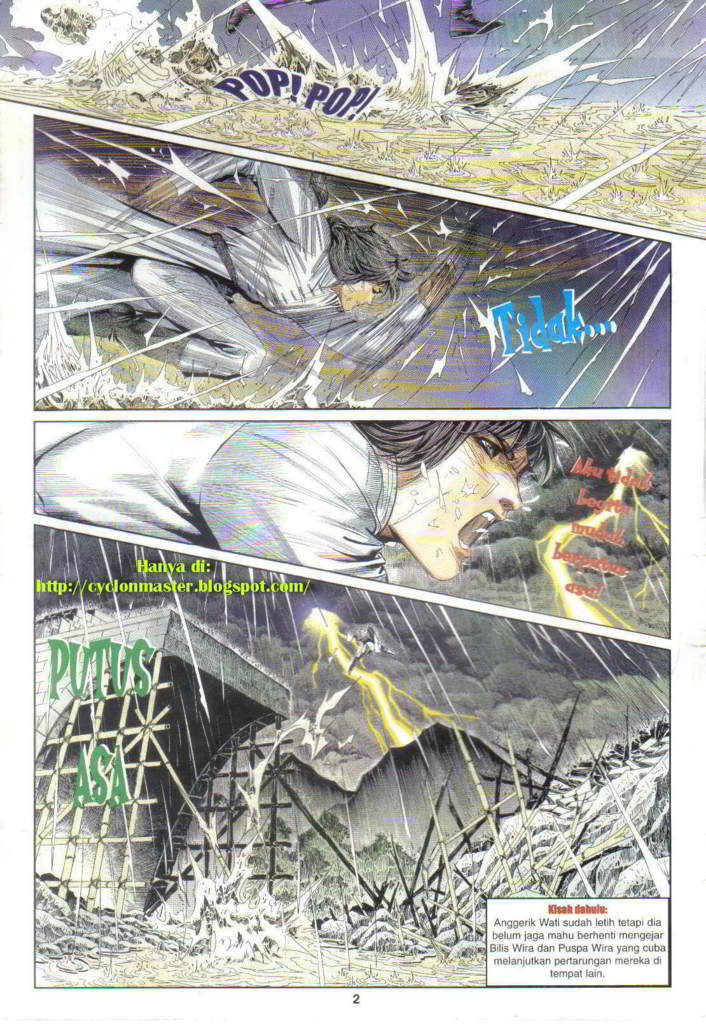 POP! POP!
Tidak...
Aku tidak
begitu
mudah
berputus
asa!
Hanya di:
http://cyclonmaster.blogspot.com/
PUTUS
ASA
Kisah dahulu:
Anggerik Wati sudah letih tetapi dia
belum jaga mahu berhenti mengejar
Bilis Wira dan Puspa Wira yang cuba
melanjutkan pertarungan mereka di
tempat lain.
2